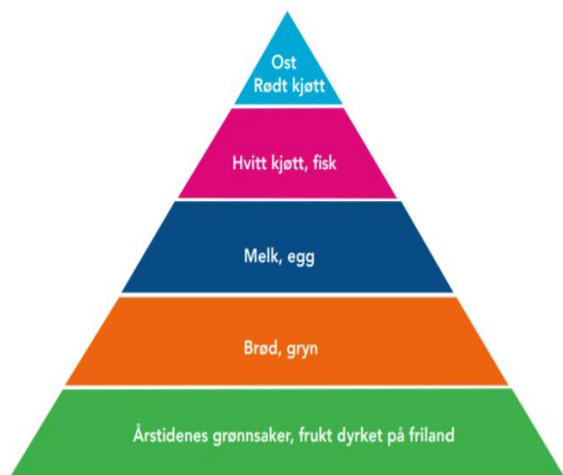 Ost
Rødt kjøtt
Hvitt kjøtt, fisk
Melk, egg
Brød, gryn
Årstidenes grønnsaker, frukt dyrket på friland